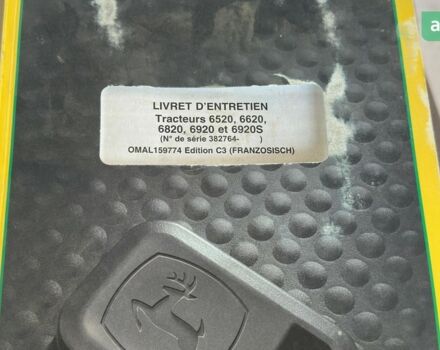 LIVRET D'ENTRETIEN
Tracteurs 6520, 6620,
6820, 6920 et 6920S
(N° de série 382764- )
OMAL159774 Edition C3 (FRANZOSISCH)
a